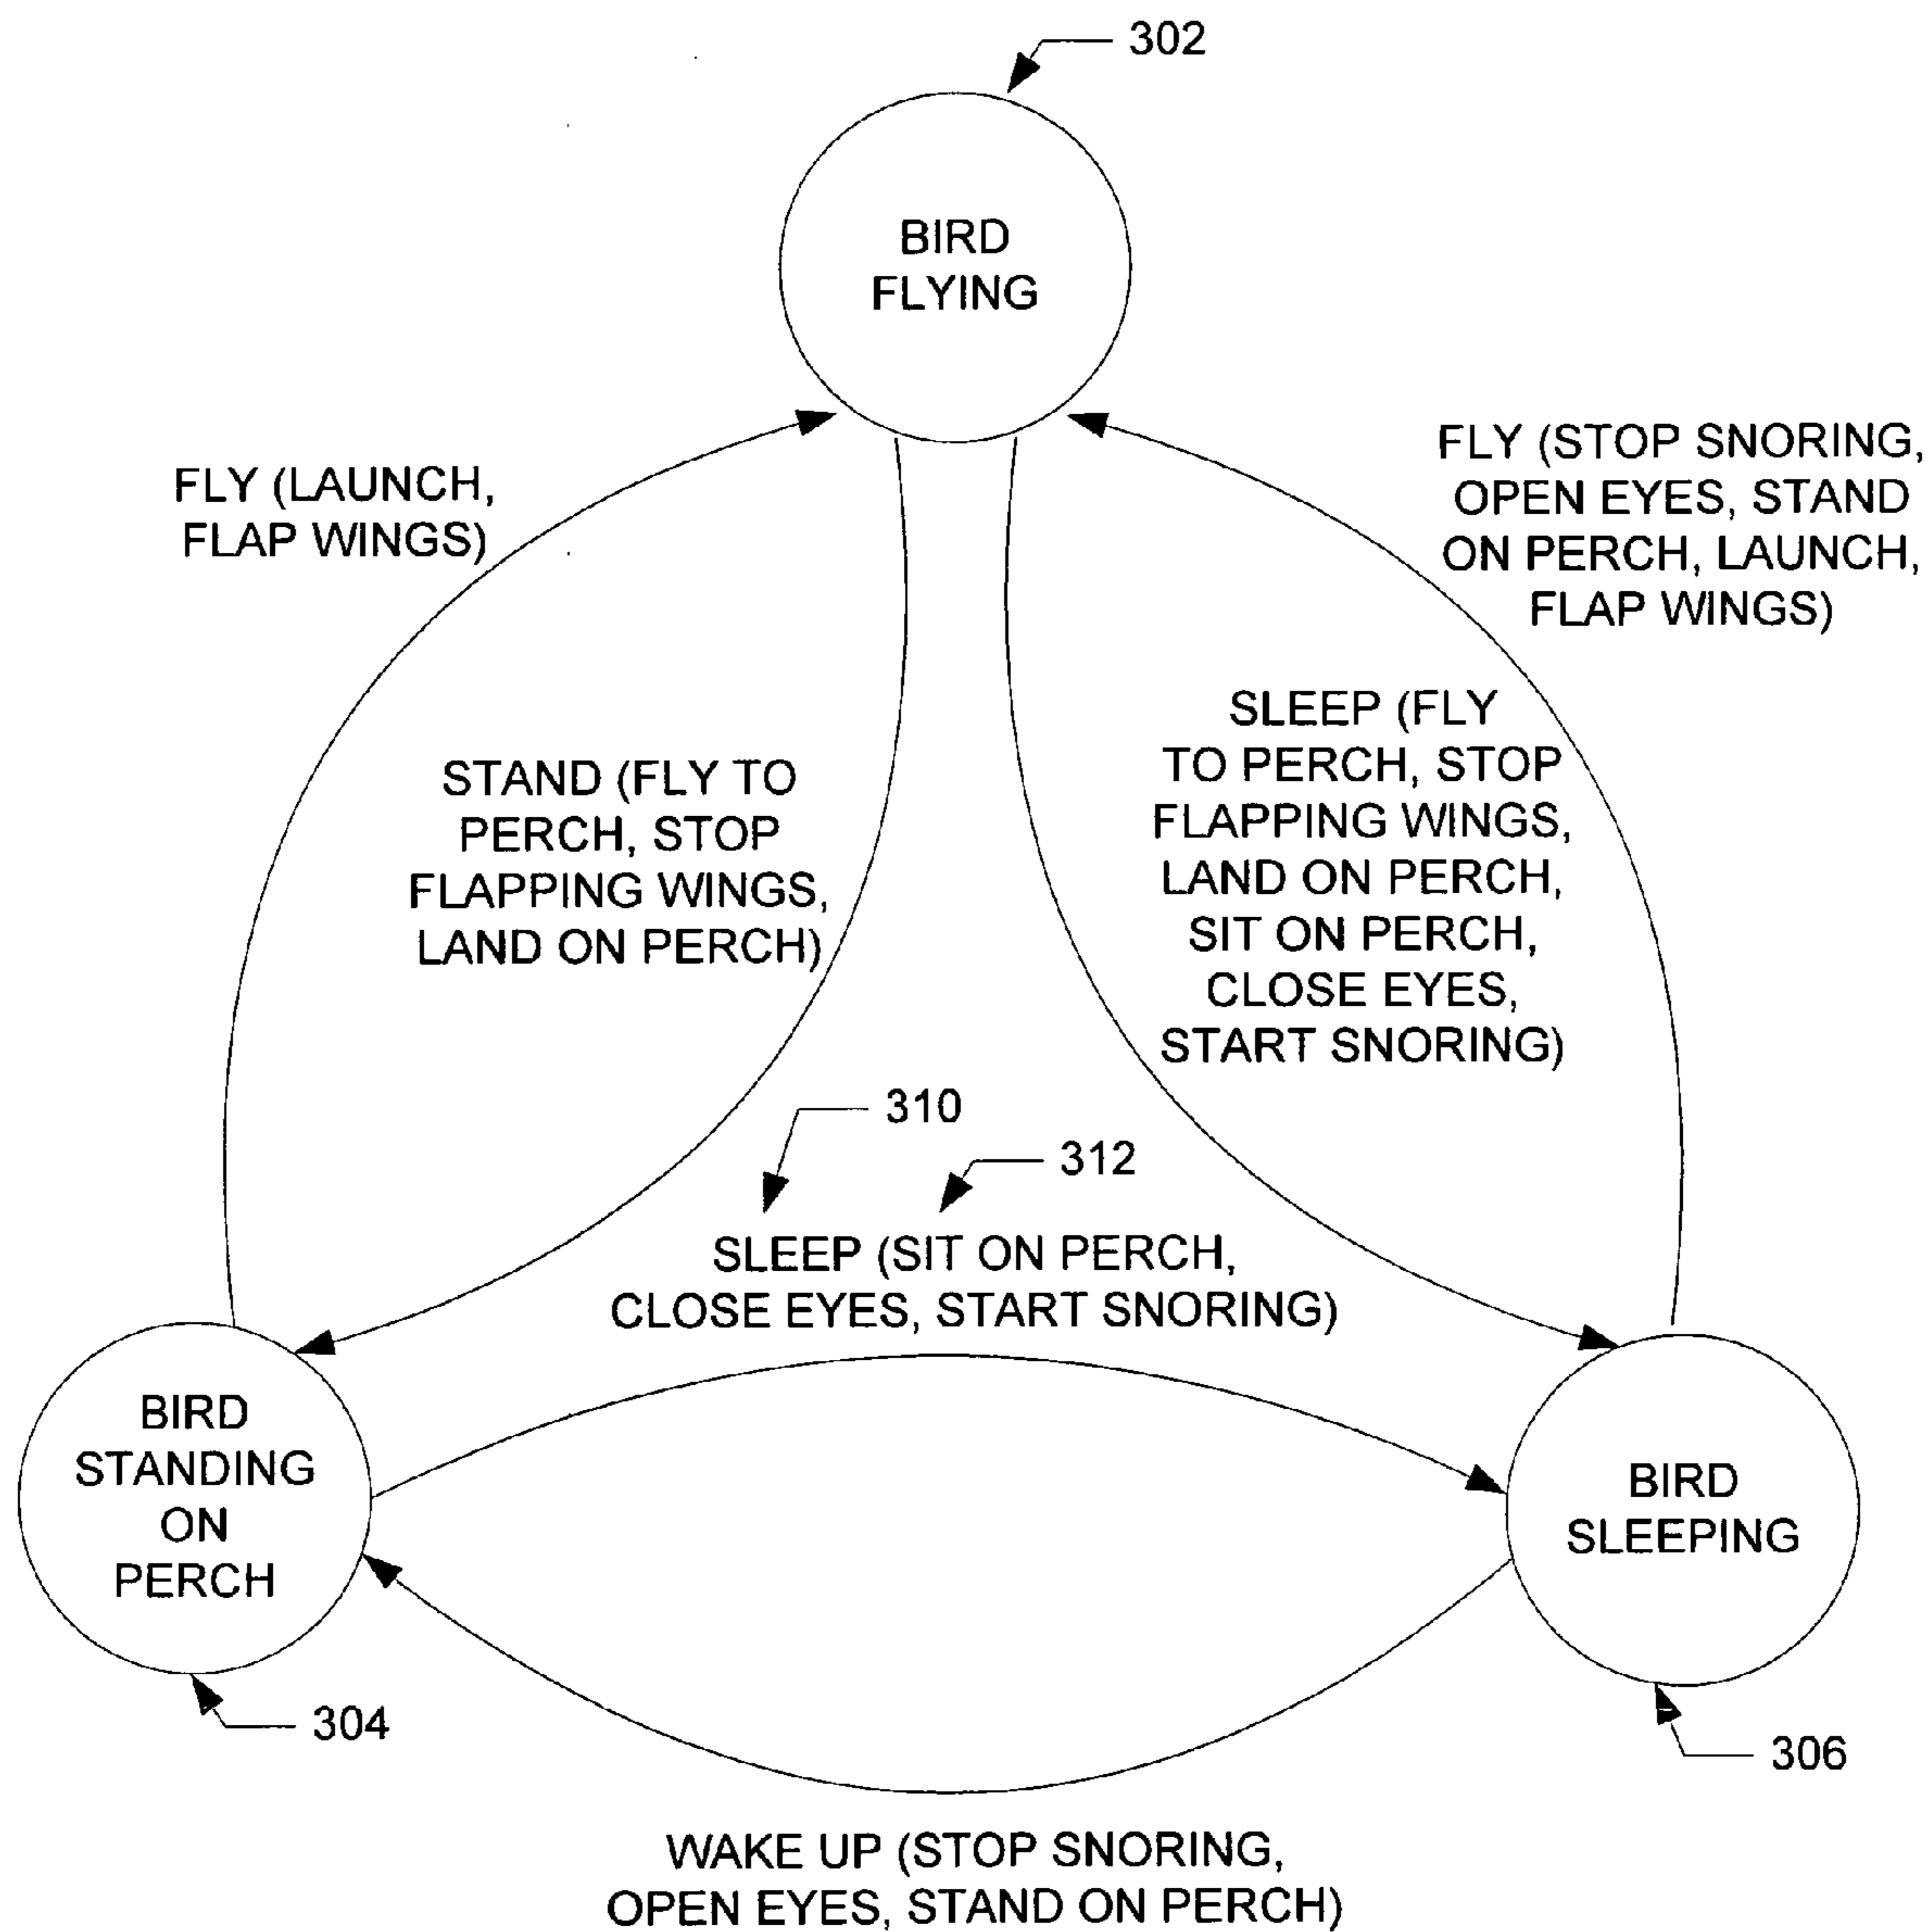 302
BIRD
FLYING
FLY (LAUNCH,
FLAP WINGS)
FLY (STOP SNORING,
OPEN EYES, STAND
ON PERCH, LAUNCH,
FLAP WINGS)
STAND (FLY TO
PERCH, STOP
FLAPPING WINGS,
LAND ON PERCH)
SLEEP (FLY
TO PERCH, STOP
FLAPPING WINGS,
LAND ON PERCH,
SIT ON PERCH,
CLOSE EYES,
START SNORING)
310
312
SLEEP (SIT ON PERCH,
CLOSE EYES, START SNORING)
BIRD
STANDING
ON
PERCH
BIRD
SLEEPING
304
306
WAKE UP (STOP SNORING,
OPEN EYES, STAND ON PERCH)